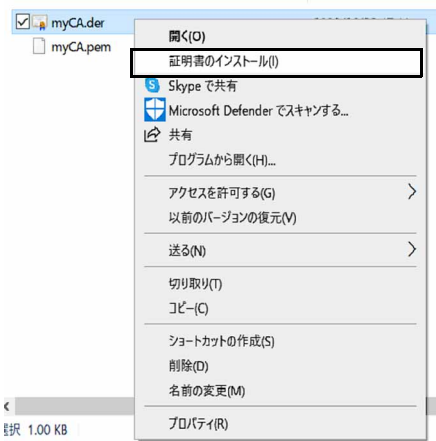 myCA.der
myCA.pem
開く(O)
証明書のインストール(I)
Skype で共有
Microsoft Defender でスキャンする...
共有
プログラムから開く(H)...
アクセスを許可する(G)
以前のバージョンの復元(V)
送る(N)
切り取り(T)
コピー(C)
ショートカットの作成(S)
削除(D)
名前の変更(M)
プロパティ(R)
選択 1.00 KB